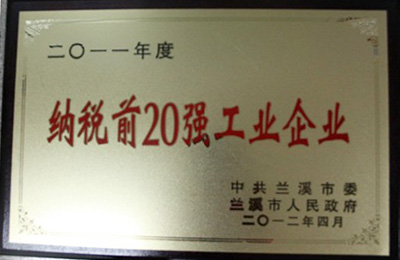 二〇一一年度
纳税前20强工业企业
中共兰溪市委
兰溪市人民政府
二〇一二年四月